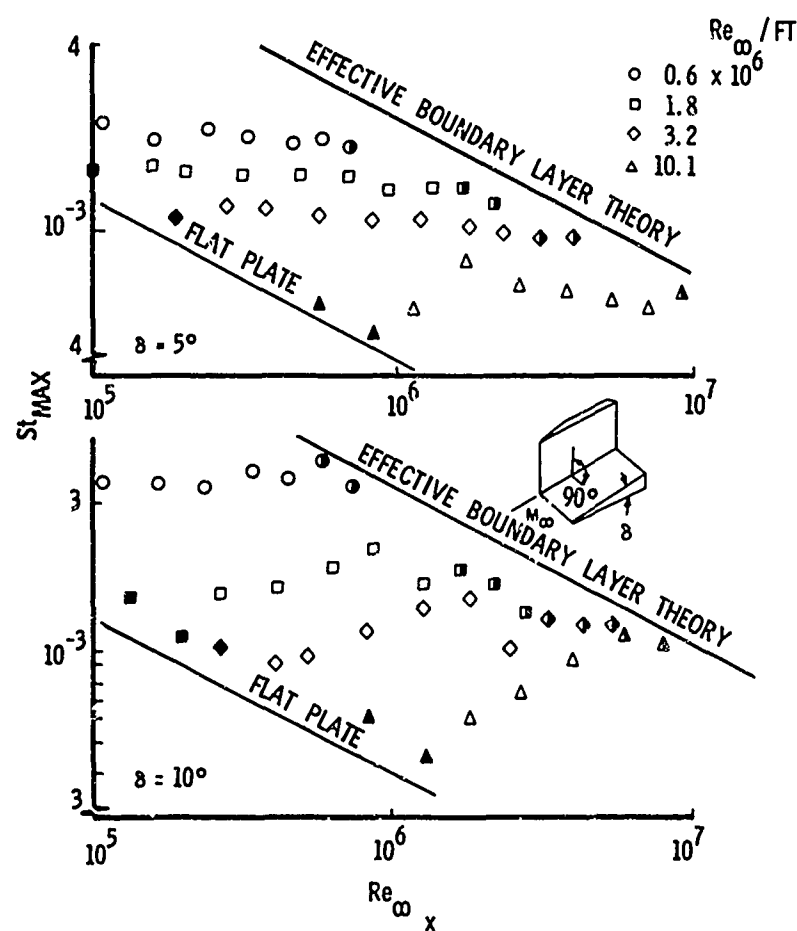 Re∞/FT
○ 0.6 x 10⁶
□ 1.8
◇ 3.2
△ 10.1
4
10⁻³
4
EFFECTIVE BOUNDARY LAYER THEORY
FLAT PLATE
δ = 5°
10⁵
10⁶
10⁷
St MAX
3
10⁻³
3
EFFECTIVE BOUNDARY LAYER THEORY
90°
M∞
δ
FLAT PLATE
δ = 10°
10⁵
10⁶
10⁷
Re∞ x